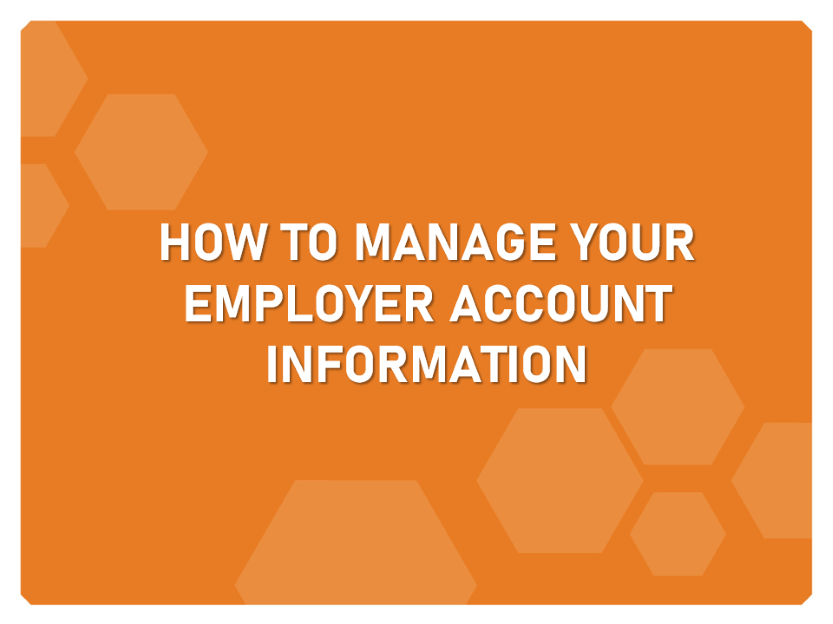 HOW TO MANAGE YOUR
EMPLOYER ACCOUNT
INFORMATION